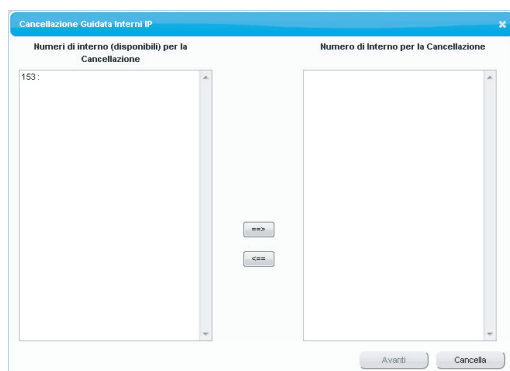 Cancellazione Guidata Interni IP
Numeri di interno (disponibili) per la
Cancellazione
Numero di Interno per la Cancellazione
153 :
==>
<==
Avanti
Cancella